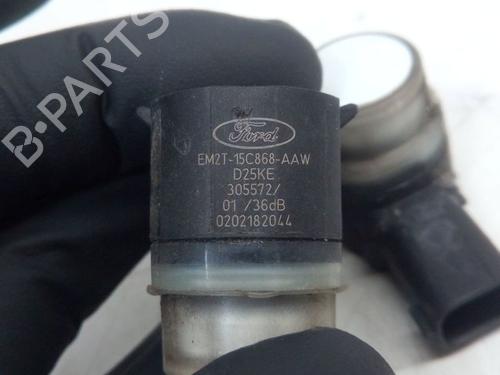 Ford
EM2T-15C868-AAW
D25KE
305572/
01 /36dB
0202182044
B-PARTS